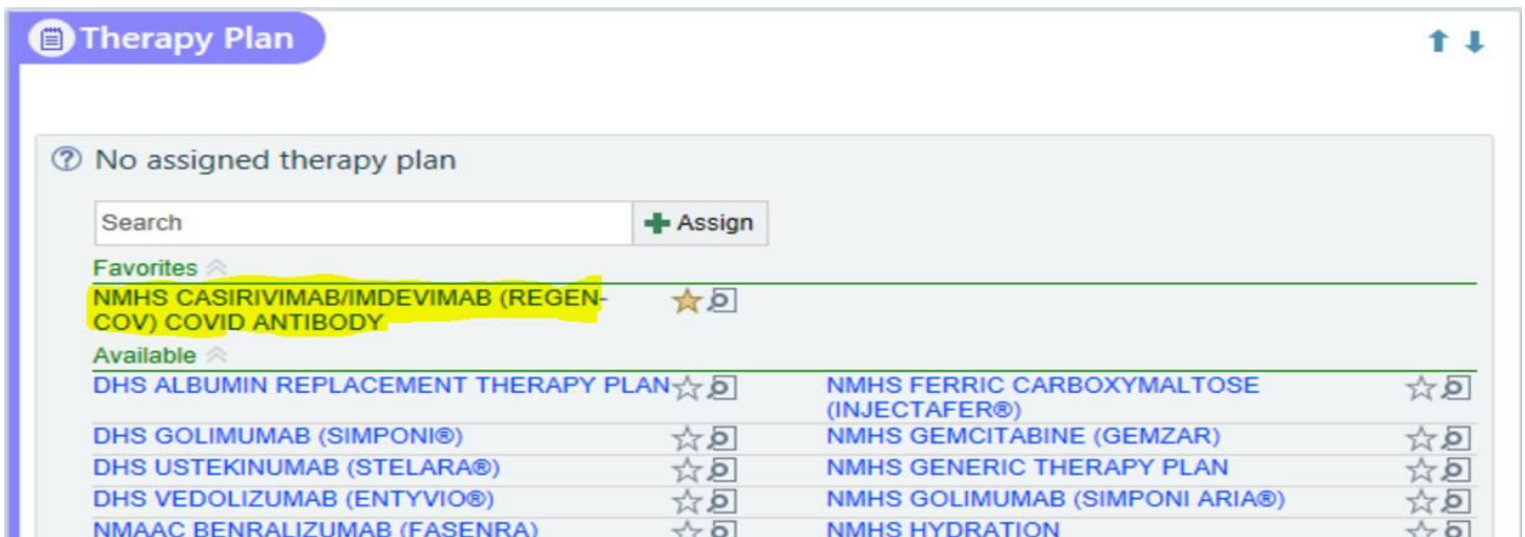 Therapy Plan
No assigned therapy plan
Search
Assign
Favorites
NMHS CASIRIVIMAB/IMDEVIMAB (REGEN-
COV) COVID ANTIBODY
Available
DHS ALBUMIN REPLACEMENT THERAPY PLAN
NMHS FERRIC CARBOXYMALTOSE
(INJECTAFER®)
DHS GOLIMUMAB (SIMPONI®)
NMHS GEMCITABINE (GEMZAR)
DHS USTEKINUMAB (STELARA®)
NMHS GENERIC THERAPY PLAN
DHS VEDOLIZUMAB (ENTYVIO®)
NMHS GOLIMUMAB (SIMPONI ARIA®)
NMAAC BENRALIZUMAB (FASENRA)
NMHS HYDRATION